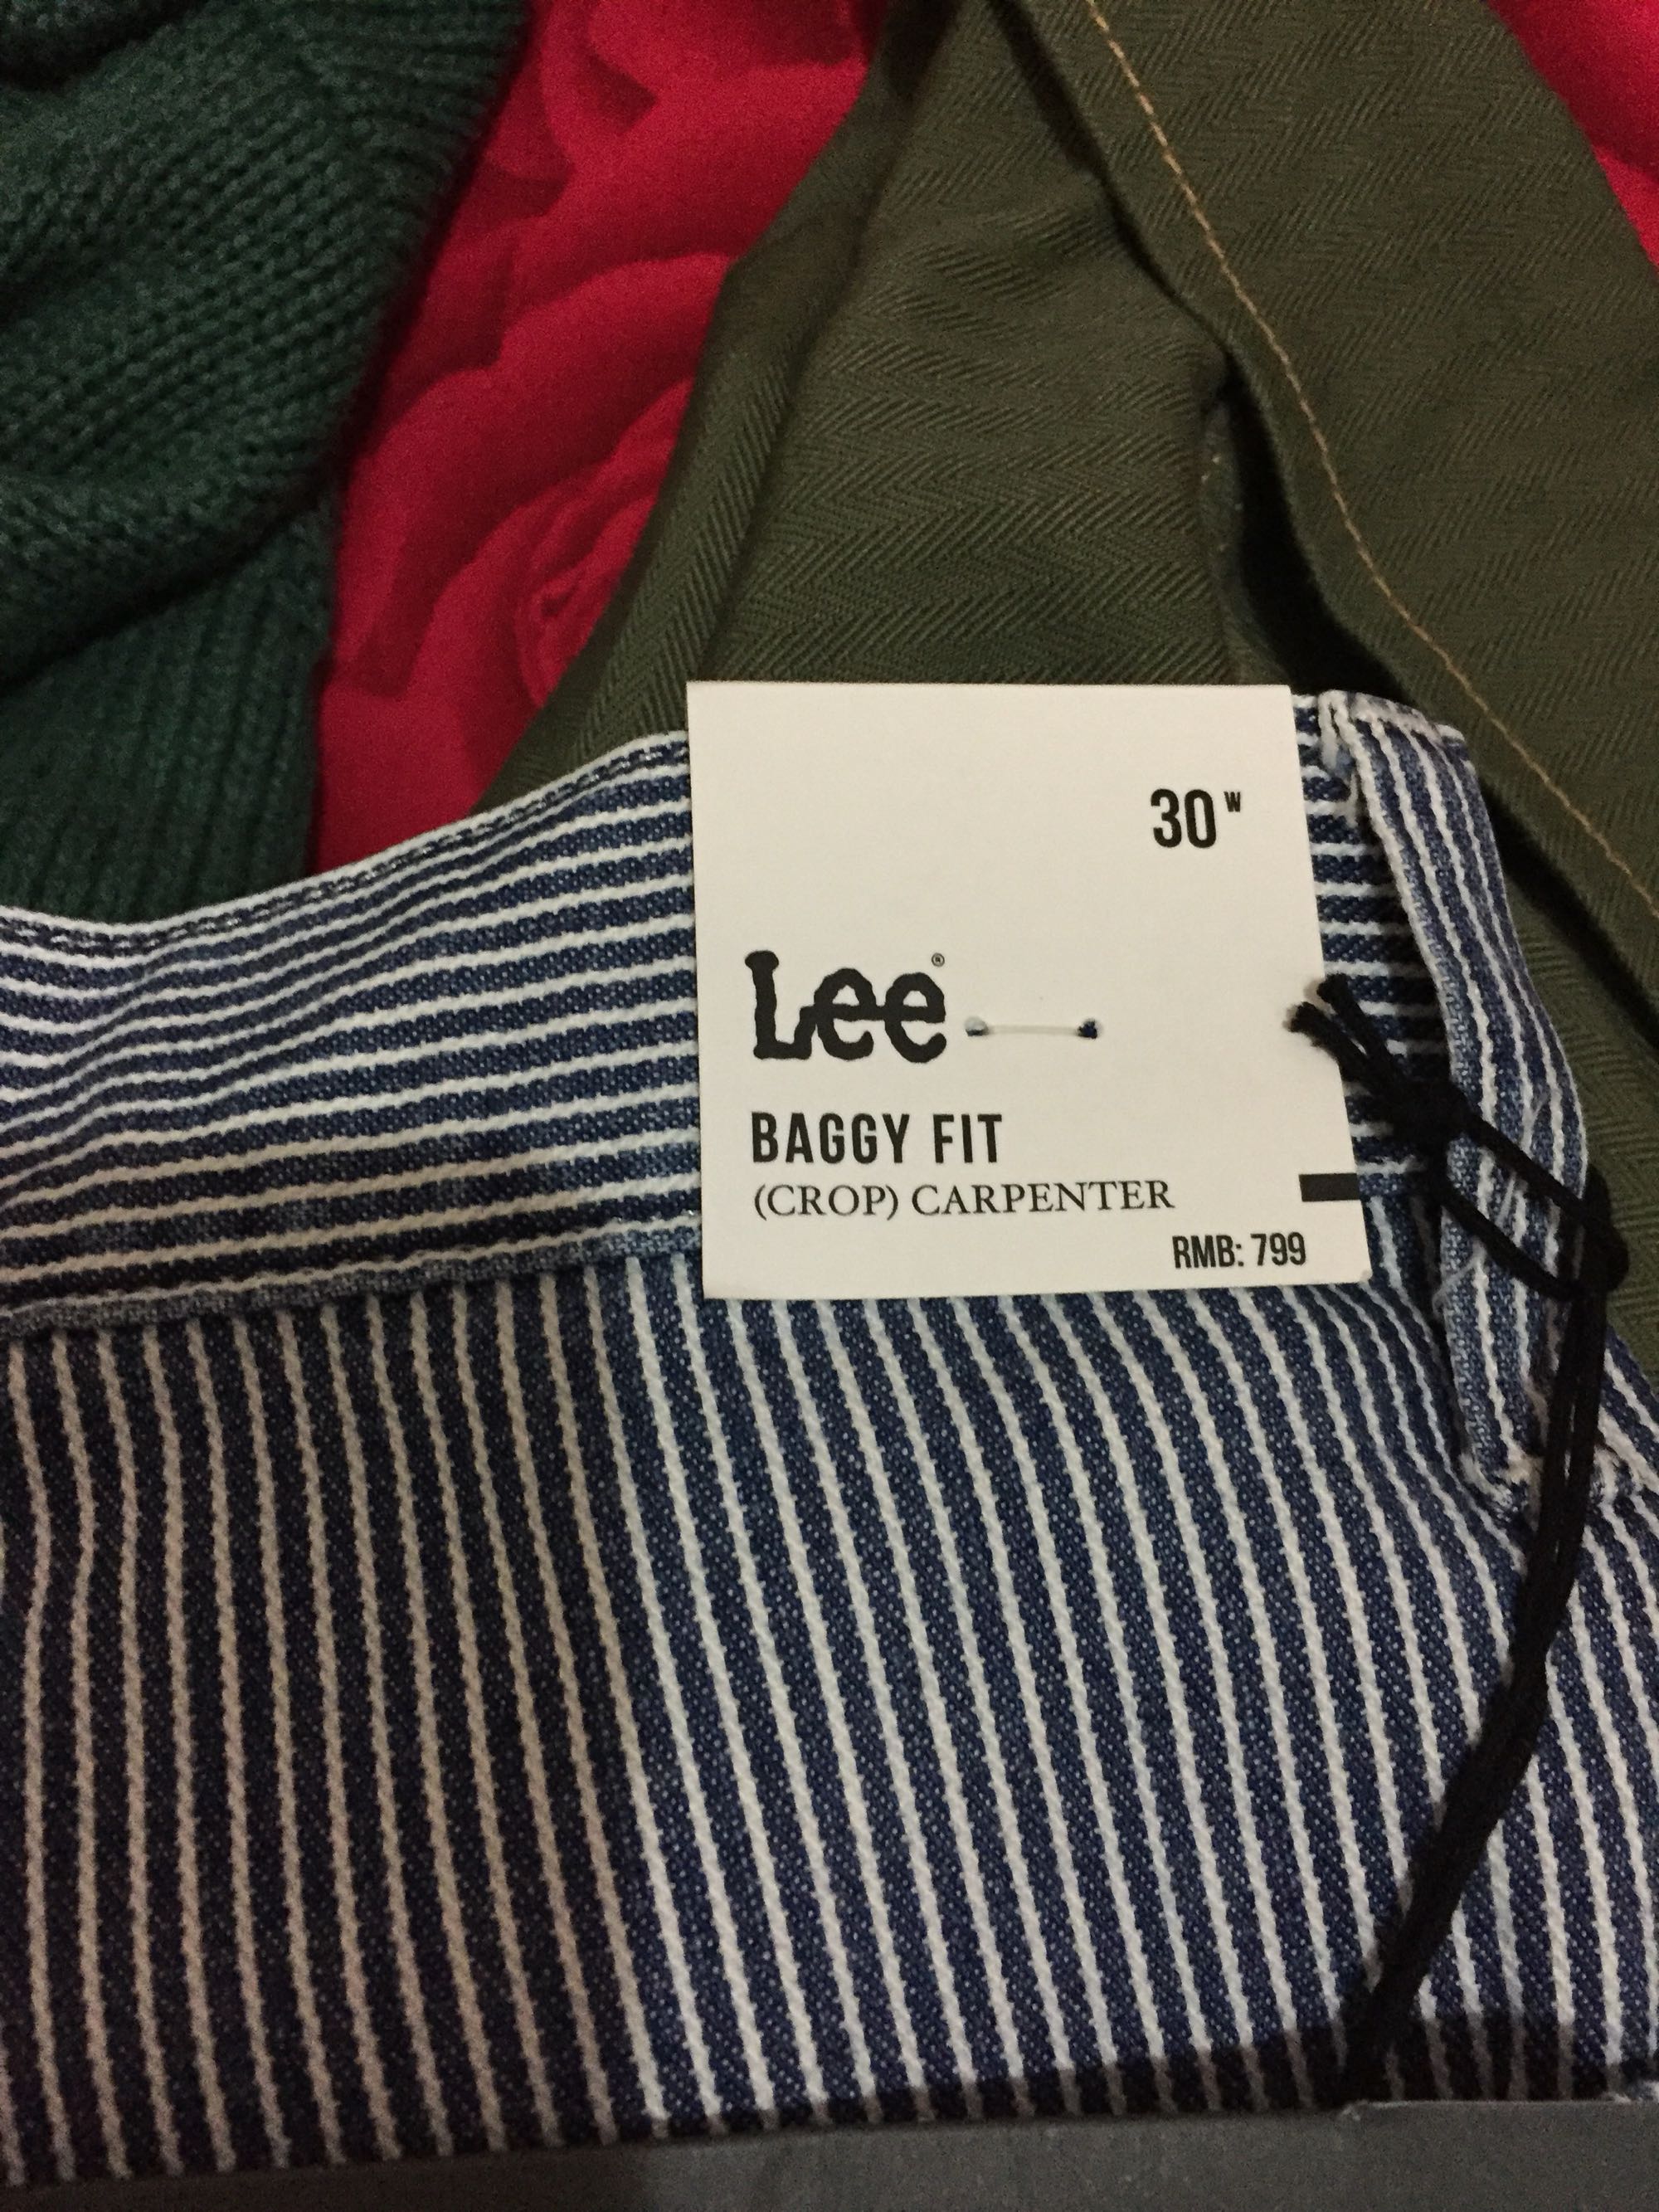 30 W
Lee®
BAGGY FIT
(CROP) CARPENTER
RMB: 799